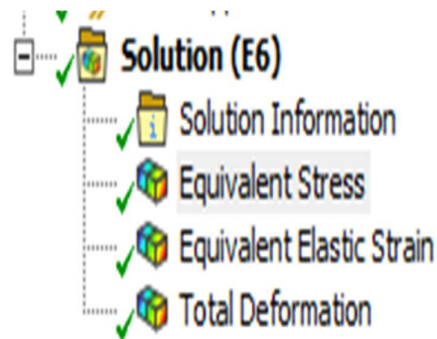 Solution (E6)
Solution Information
Equivalent Stress
Equivalent Elastic Strain
Total Deformation